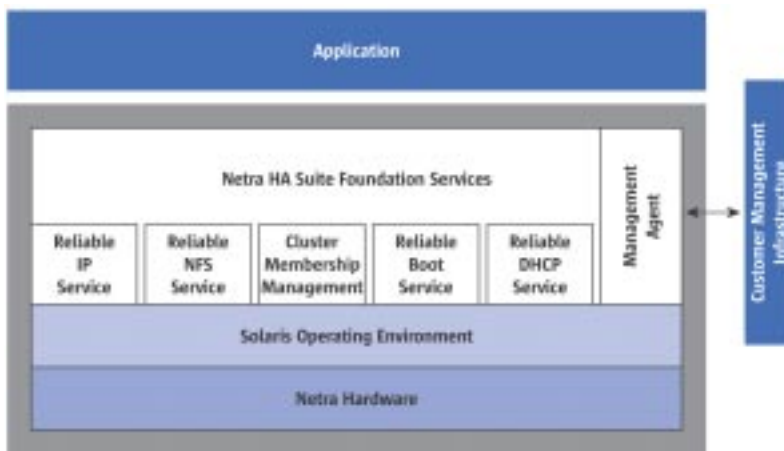 Application
Netra HA Suite Foundation Services
Reliable
IP
Service
Reliable
NFS
Service
Cluster
Membership
Management
Reliable
Boot
Service
Reliable
DHCP
Service
Management
Agent
Customer Management
Infrastructure
Solaris Operating Environment
Netra Hardware